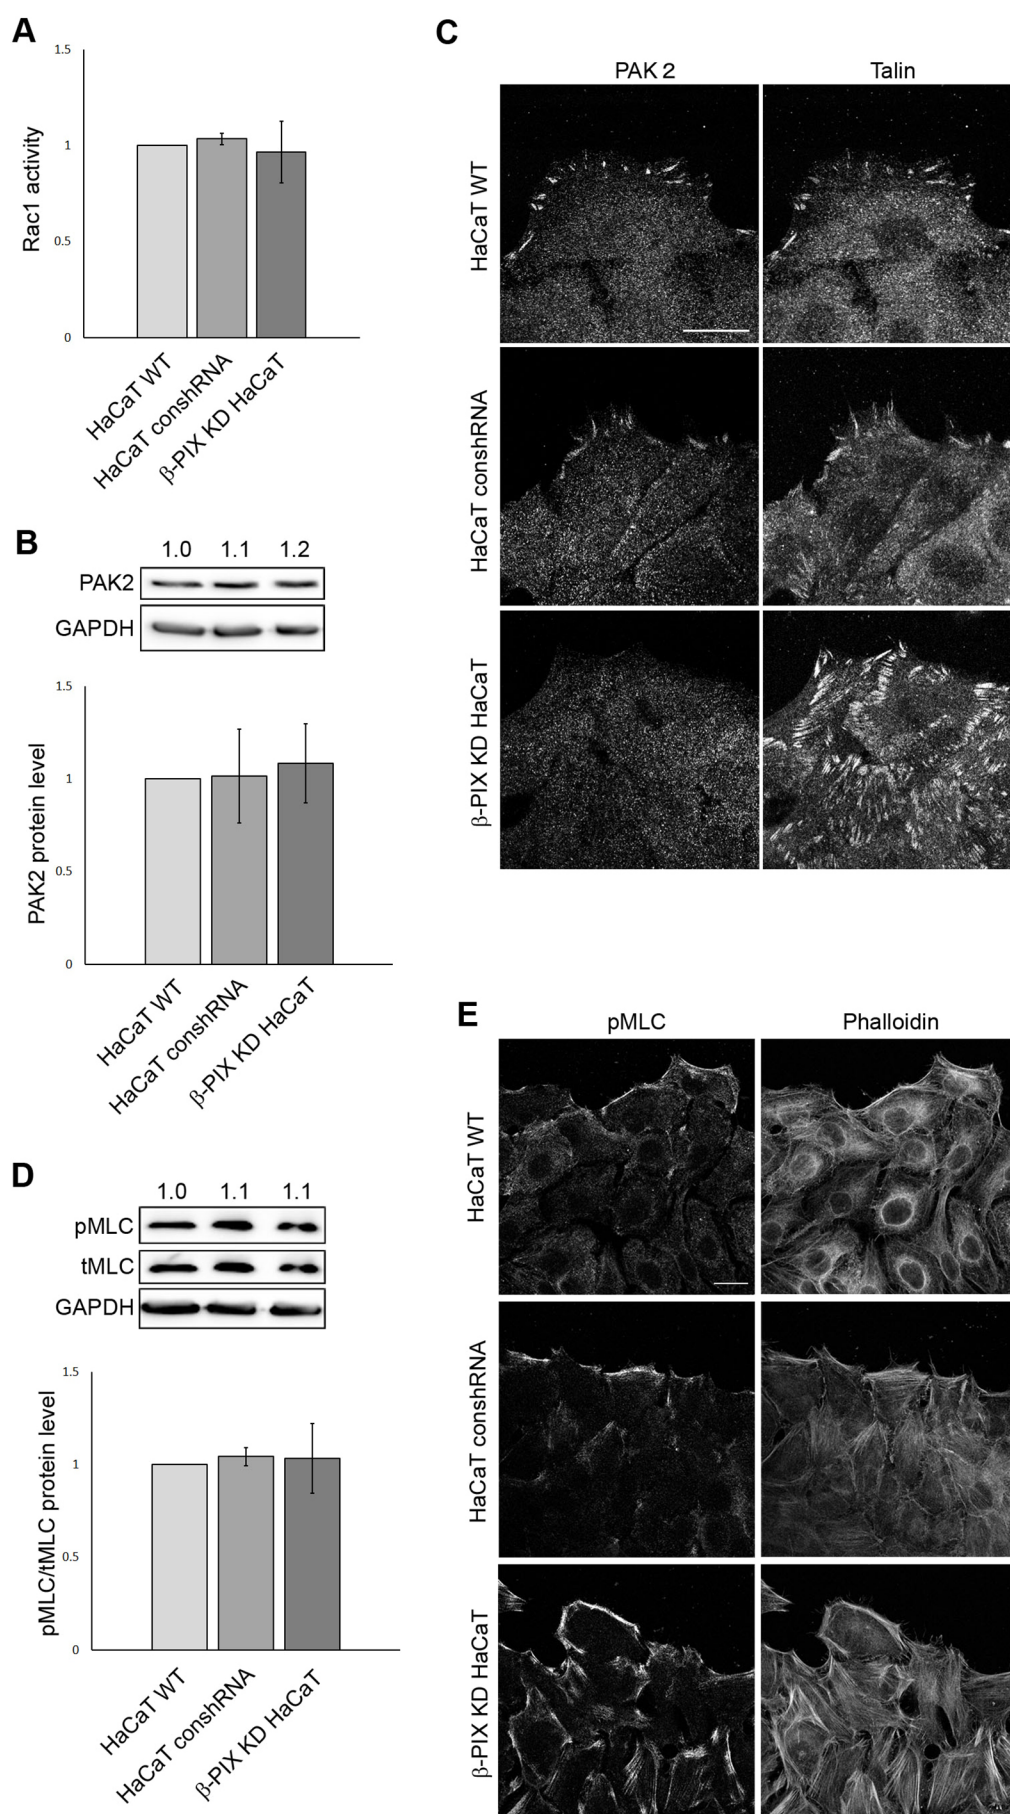 A
1.5
1
0.5
0
Rac1 activity
HaCaT WT
HaCaT conshRNA
β-PIX KD HaCaT
B
1.0 1.1 1.2
PAK2
GAPDH
1.5
1
0.5
0
PAK2 protein level
HaCaT WT
HaCaT conshRNA
β-PIX KD HaCaT
C
PAK 2 Talin
HaCaT WT
HaCaT conshRNA
β-PIX KD HaCaT
D
1.0 1.1 1.1
pMLC
tMLC
GAPDH
1.5
1
0.5
0
pMLC/tMLC protein level
HaCaT WT
HaCaT conshRNA
β-PIX KD HaCaT
E
pMLC Phalloidin
HaCaT WT
HaCaT conshRNA
β-PIX KD HaCaT